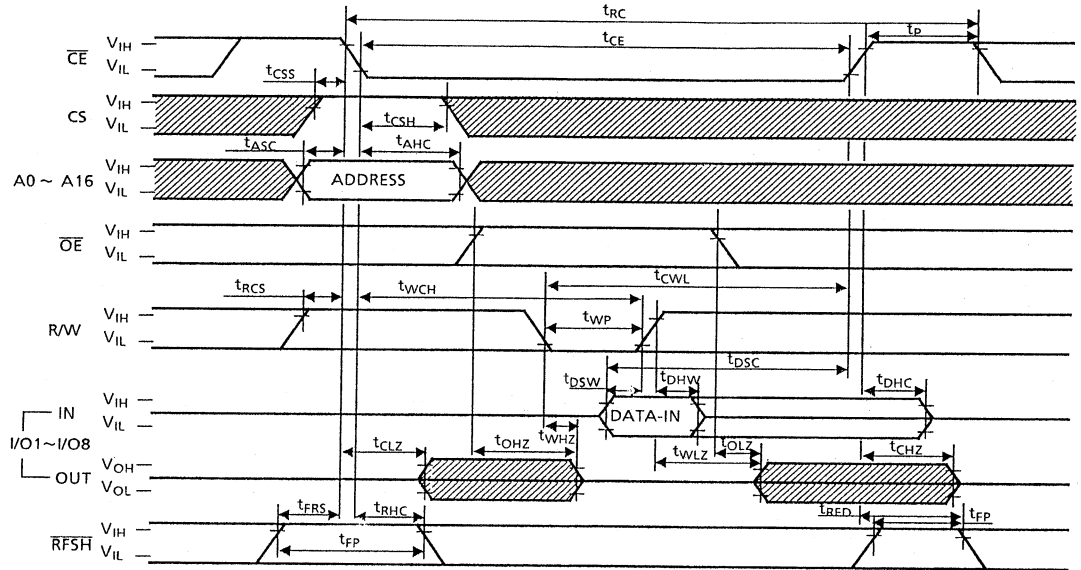 tRC
tCE
tP
CE
VIH
VIL
tCSS
CS
VIH
VIL
tCSH
tASC
tAHC
A0 ~ A16
VIH
VIL
ADDRESS
OE
VIH
VIL
tCWL
tRCS
tWCH
R/W
VIH
VIL
tWP
tDSC
tDSW
tDHW
tDHC
IN
VIH
VIL
DATA-IN
I/O1~I/O8
tCLZ
tOHZ
tWHZ
tWLZ
tOLZ
tCHZ
OUT
VOH
VOL
tFRS
tRHC
tRFD
tFP
RFSH
VIH
VIL
tFP